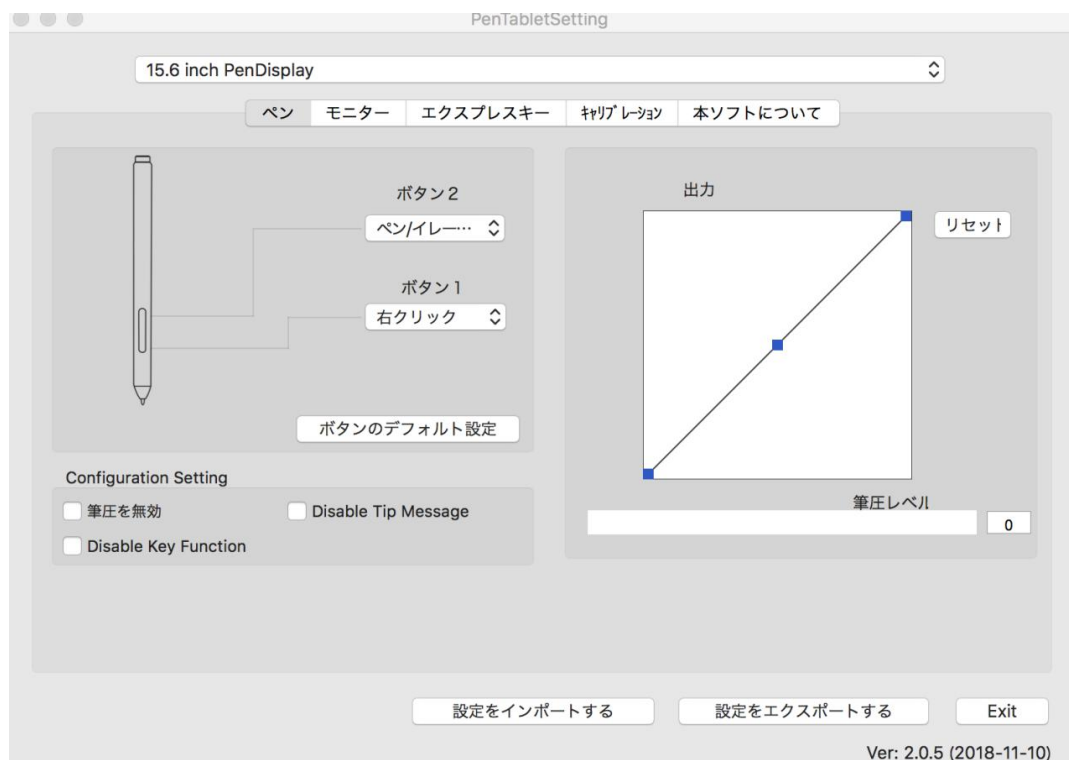 PenTabletSetting
15.6 inch PenDisplay
ペン モニター エクスプレスキー ｷｬﾘﾌﾞﾚｰｼｮﾝ 本ソフトについて
ボタン 2
ペン/イレー…
ボタン 1
右クリック
ボタンのデフォルト設定
Configuration Setting
筆圧を無効 Disable Tip Message
Disable Key Function
出力
リセット
筆圧レベル
0
設定をインポートする 設定をエクスポートする Exit
Ver: 2.0.5 (2018-11-10)